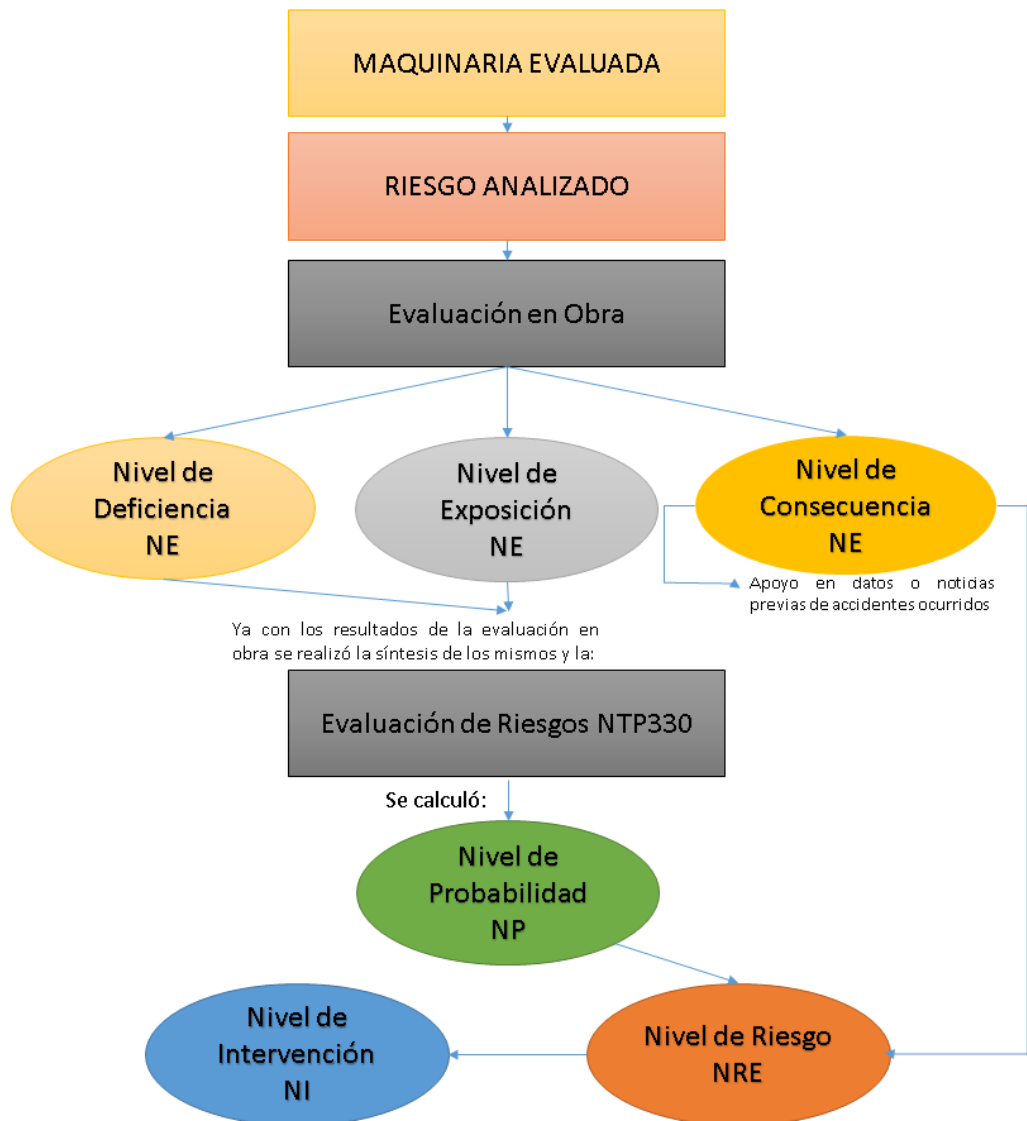 MAQUINARIA EVALUADA
RIESGO ANALIZADO
Evaluación en Obra
Nivel de
Deficiencia
NE
Nivel de
Exposición
NE
Nivel de
Consecuencia
NE
Apoyo en datos o noticias
previas de accidentes ocurridos
Ya con los resultados de la evaluación en
obra se realizó la síntesis de los mismos y la:
Evaluación de Riesgos NTP330
Se calculó:
Nivel de
Probabilidad
NP
Nivel de
Intervención
NI
Nivel de Riesgo
NRE